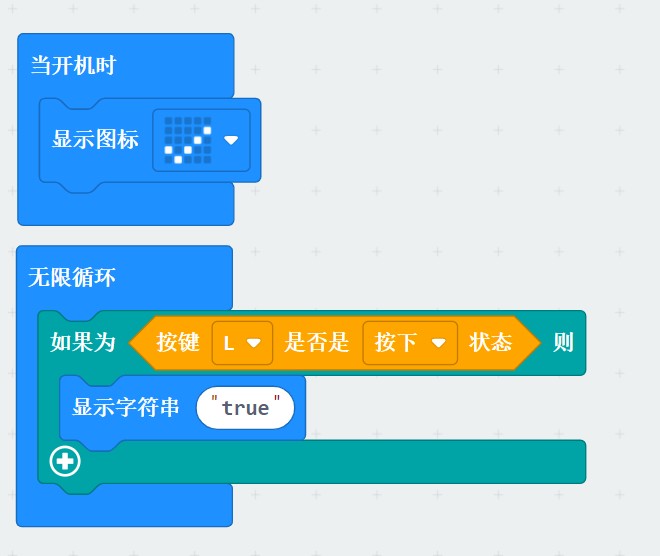 当开机时
显示图标
无限循环
如果为 按键 L 是否是 按下 状态 则
显示字符串 "true"